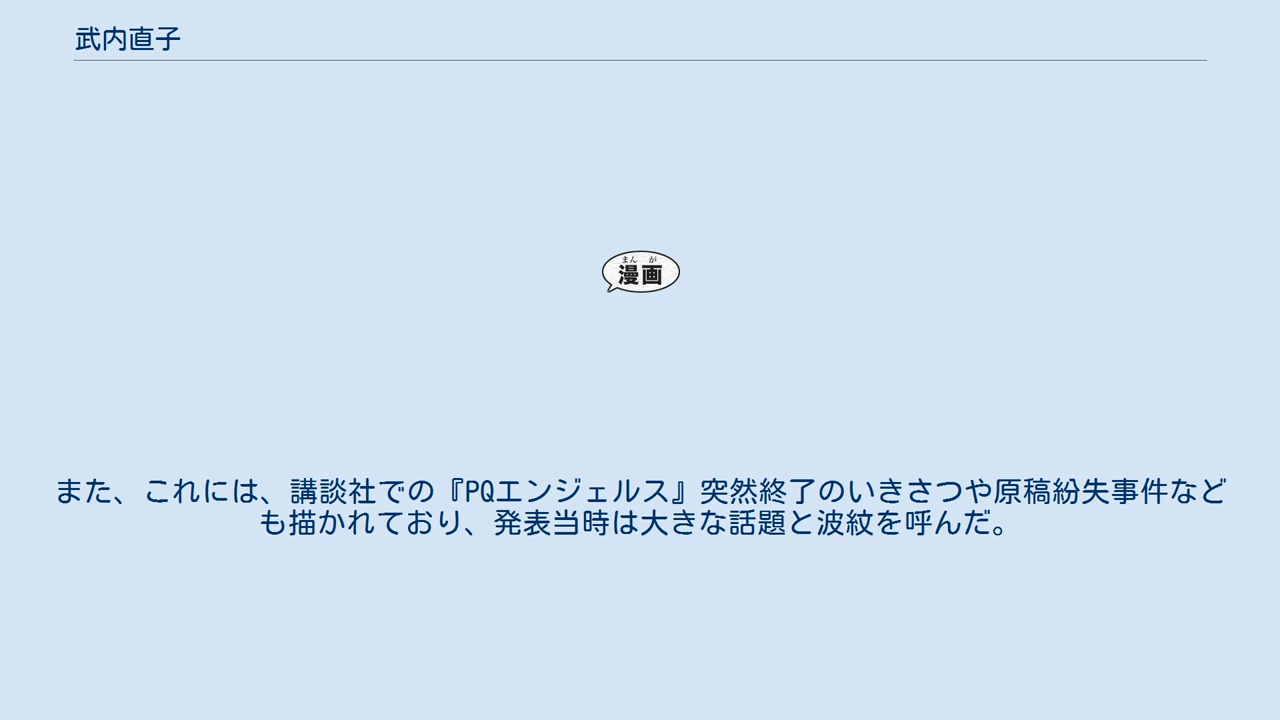 武内直子
まん が
漫画
また、これには、講談社での『PQエンジェルス』突然終了のいきさつや原稿紛失事件など
も描かれており、発表当時は大きな話題と波紋を呼んだ。